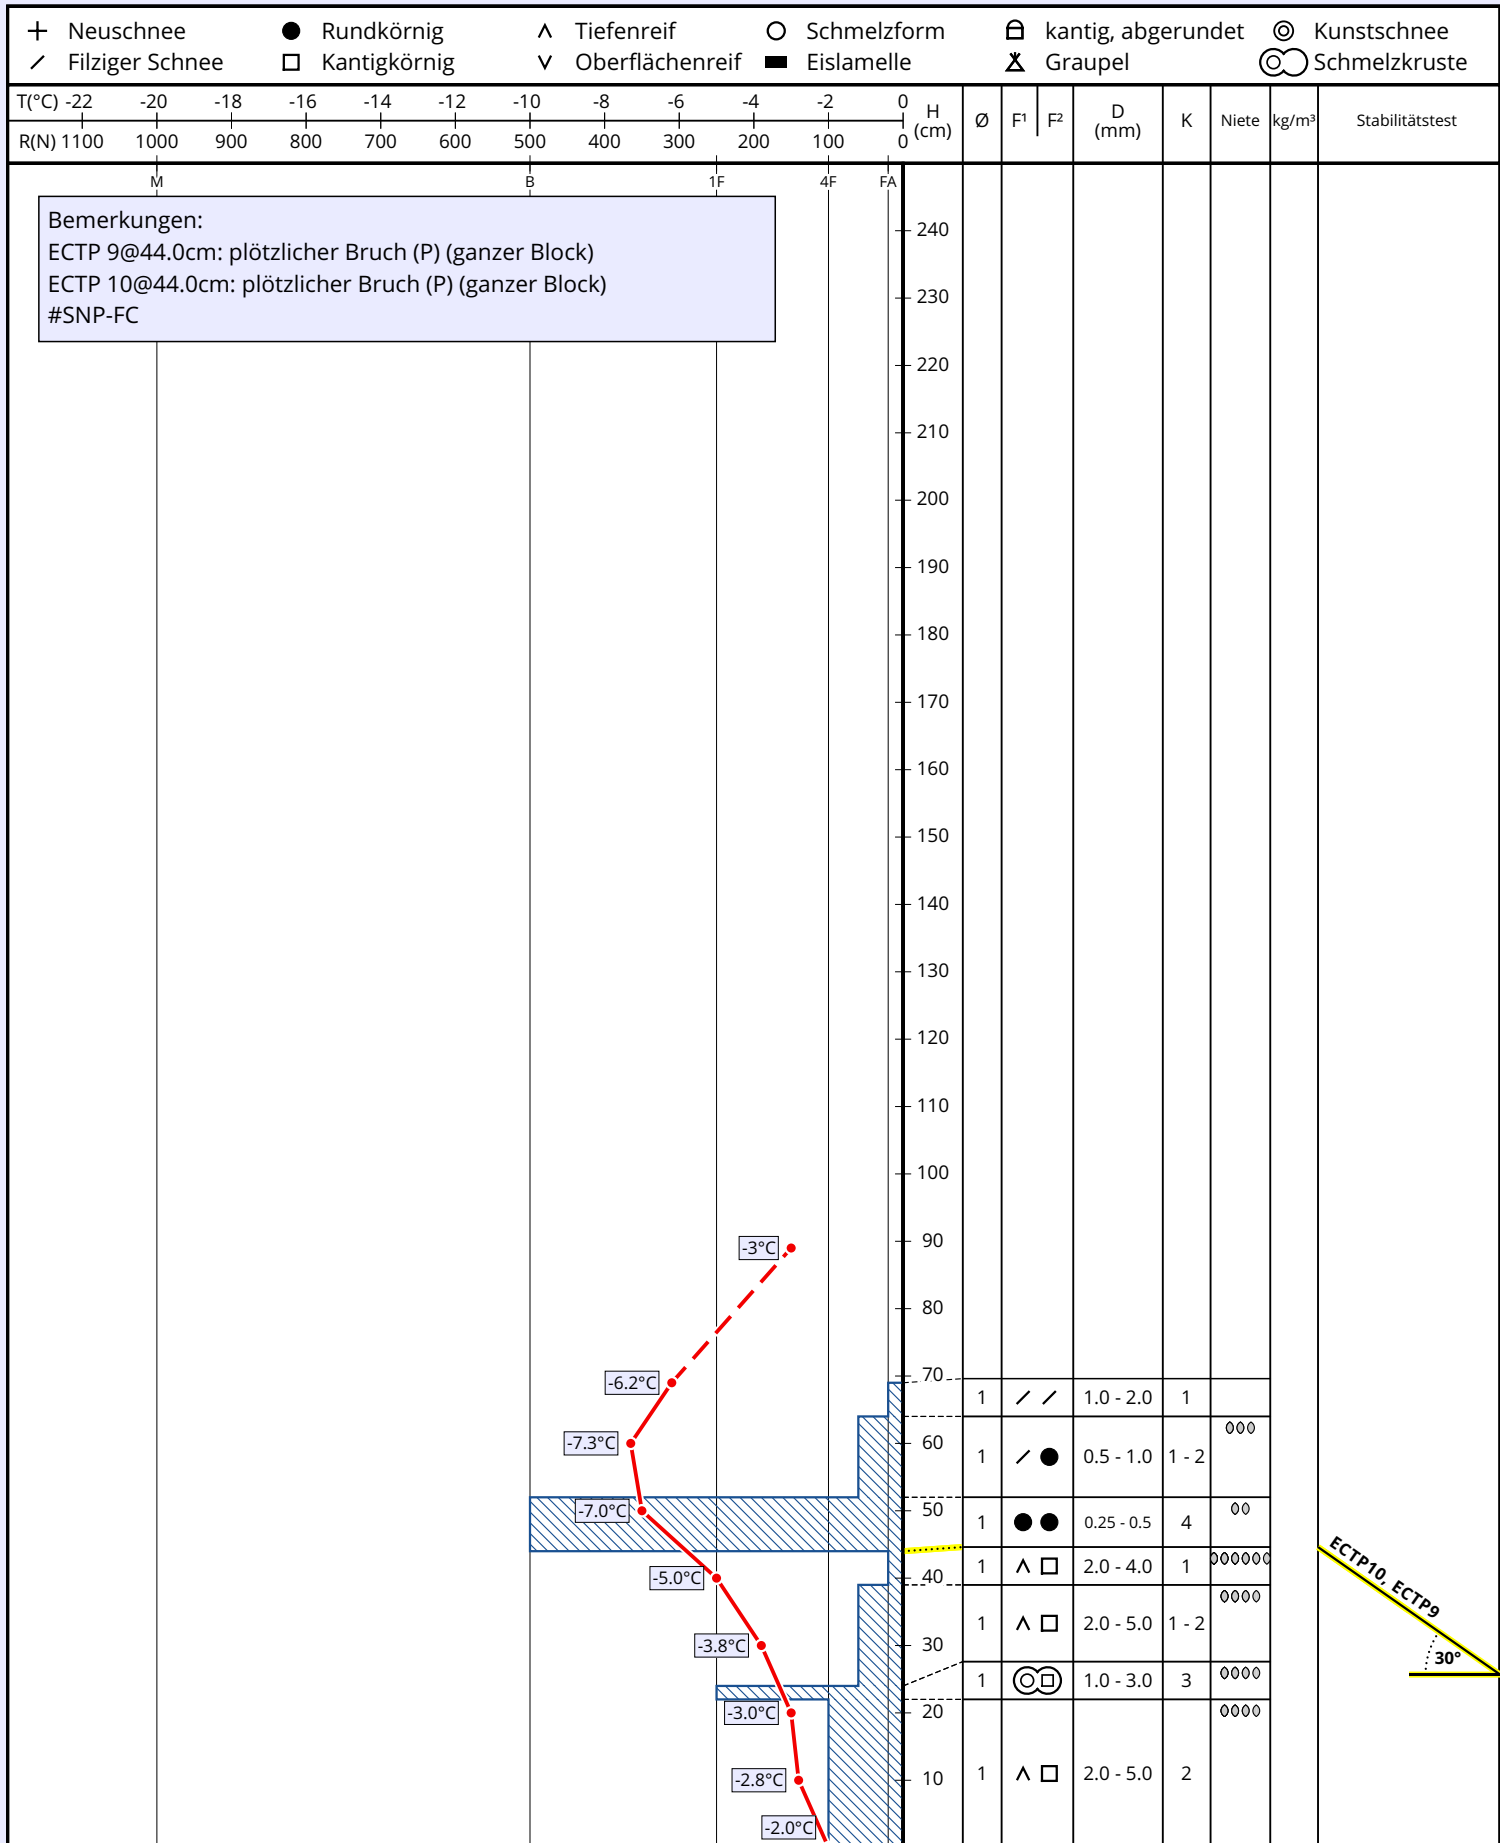 Neuschnee Rundkörnig Tiefenreif Schmelzform kantig, abgerundet Kunstschnee
Filziger Schnee Kantigkörnig Oberflächenreif Eislamelle Graupel Schmelzkruste
T(°C) -22 -20 -18 -16 -14 -12 -10 -8 -6 -4 -2 0
R(N) 1100 1000 900 800 700 600 500 400 300 200 100 0
H (cm) Ø F¹ F² D (mm) K Niete kg/m³ Stabilitätstest
M B 1F 4F FA
Bemerkungen:
ECTP 9@44.0cm: plötzlicher Bruch (P) (ganzer Block)
ECTP 10@44.0cm: plötzlicher Bruch (P) (ganzer Block)
#SNP-FC
240
230
220
210
200
190
180
170
160
150
140
130
120
110
100
90
-3°C
80
70
-6.2°C
1 1.0 - 2.0 1
60
-7.3°C
1 0.5 - 1.0 1 - 2
50
-7.0°C
1 0.25 - 0.5 4
1 2.0 - 4.0 1
40
-5.0°C
ECTP10, ECTP9
1 2.0 - 5.0 1 - 2
30
-3.8°C
30°
1 1.0 - 3.0 3
20
-3.0°C
1 2.0 - 5.0 2
10
-2.8°C
-2.0°C